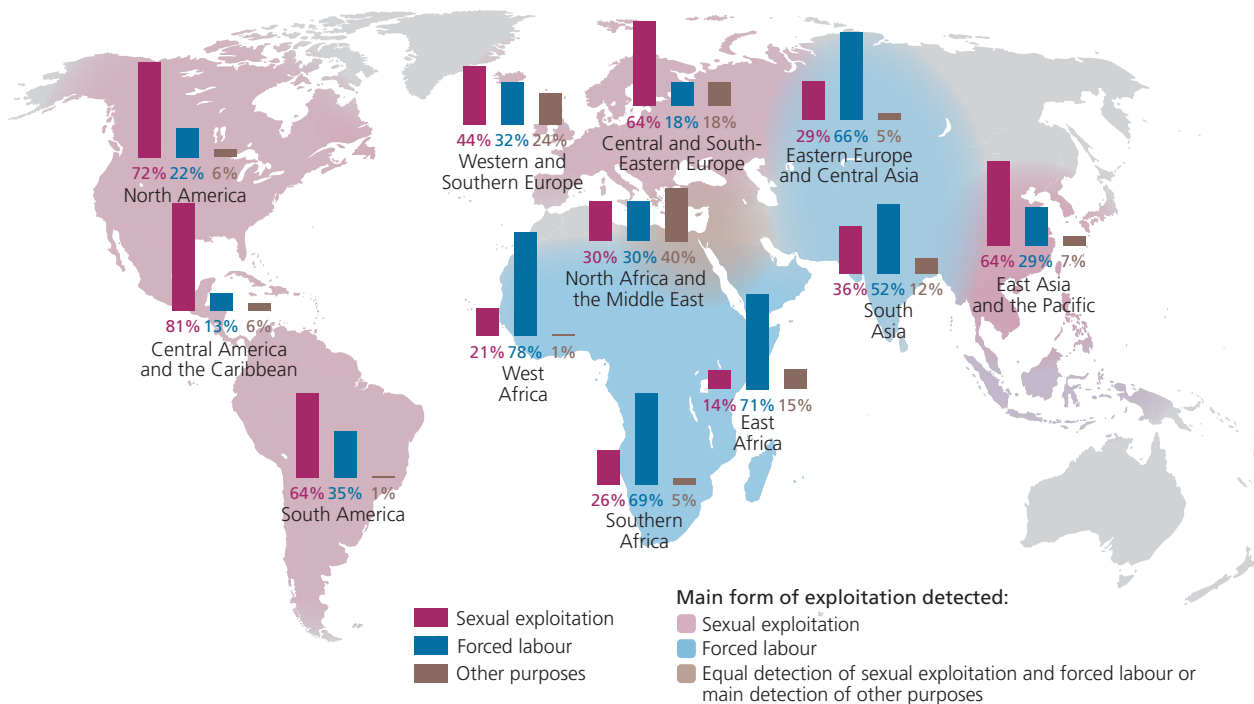 72% 22% 6%
North America
44% 32% 24%
Western and
Southern Europe
64% 18% 18%
Central and South-
Eastern Europe
29% 66% 5%
Eastern Europe
and Central Asia
81% 13% 6%
Central America
and the Caribbean
21% 78% 1%
West
Africa
30% 30% 40%
North Africa and
the Middle East
36% 52% 12%
South
Asia
64% 29% 7%
East Asia
and the Pacific
14% 71% 15%
East
Africa
64% 35% 1%
South America
26% 69% 5%
Southern
Africa
Sexual exploitation
Forced labour
Other purposes
Main form of exploitation detected:
Sexual exploitation
Forced labour
Equal detection of sexual exploitation and forced labour or
main detection of other purposes